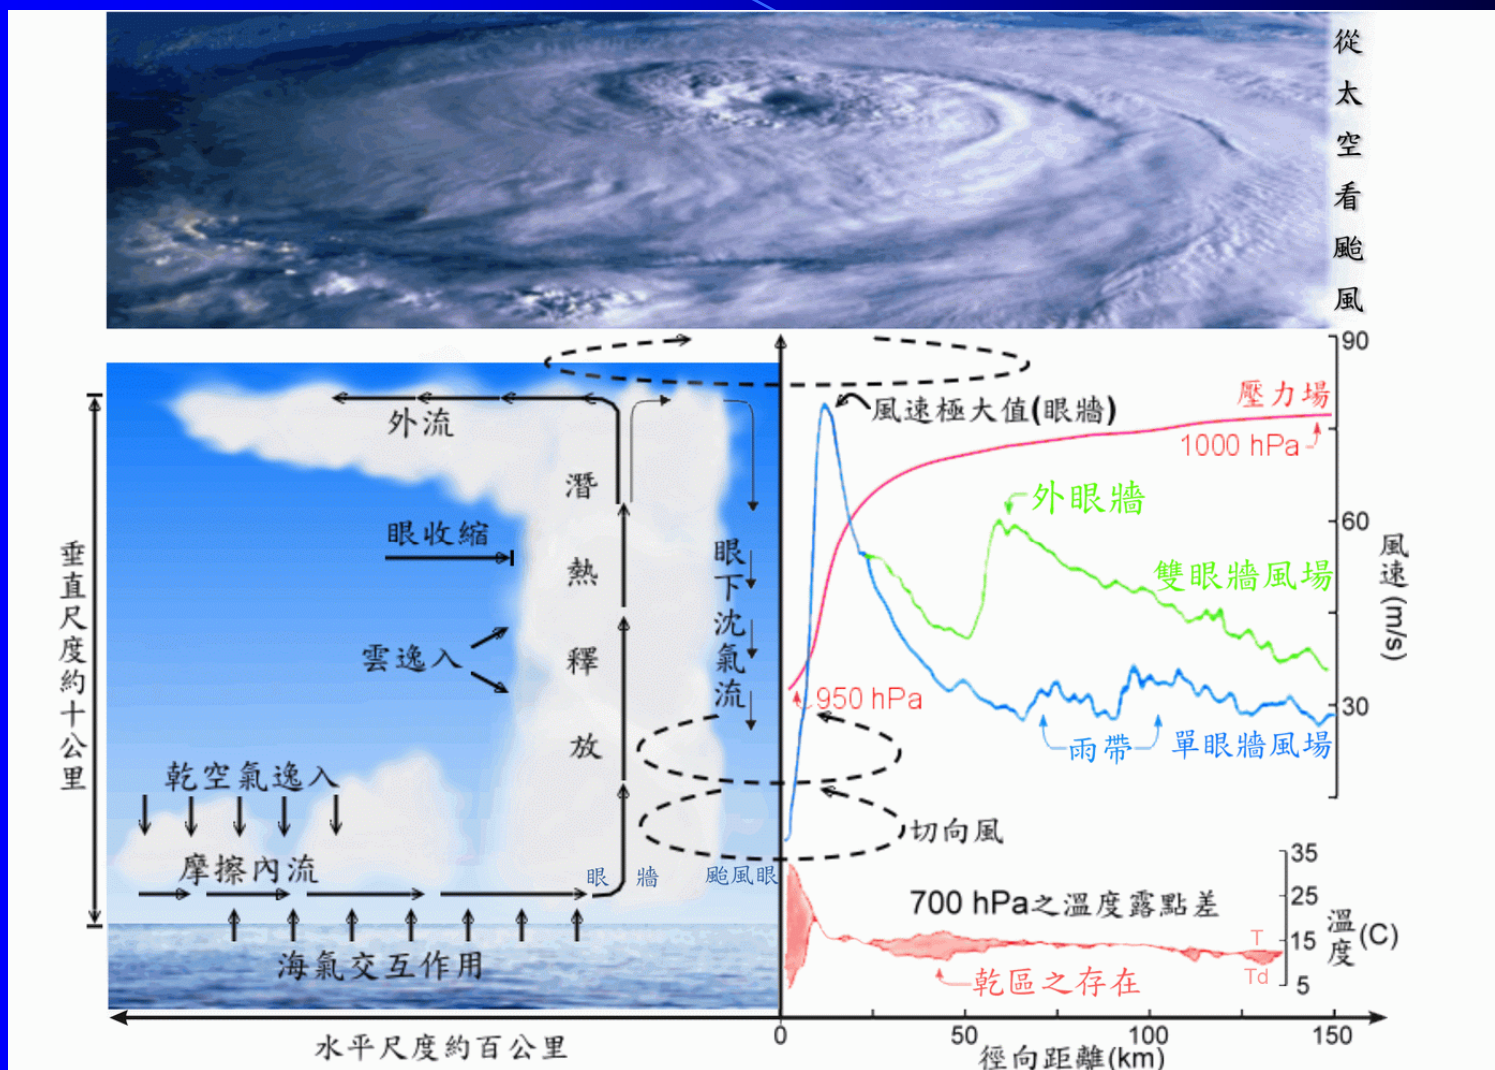 從太空看颱風
90
壓力場
風速極大值(眼牆)
外流
1000 hPa
潛熱釋放
外眼牆
60
眼收縮
風速(m/s)
垂直尺度約十公里
眼下沈氣流
雙眼牆風場
雲逸入
950 hPa
30
雨帶
單眼牆風場
乾空氣逸入
切向風
摩擦內流
眼牆
颱風眼
35
25
700 hPa之溫度露點差
15
溫度(C)
T
Td
5
海氣交互作用
乾區之存在
水平尺度約百公里
0
50
100
150
徑向距離(km)